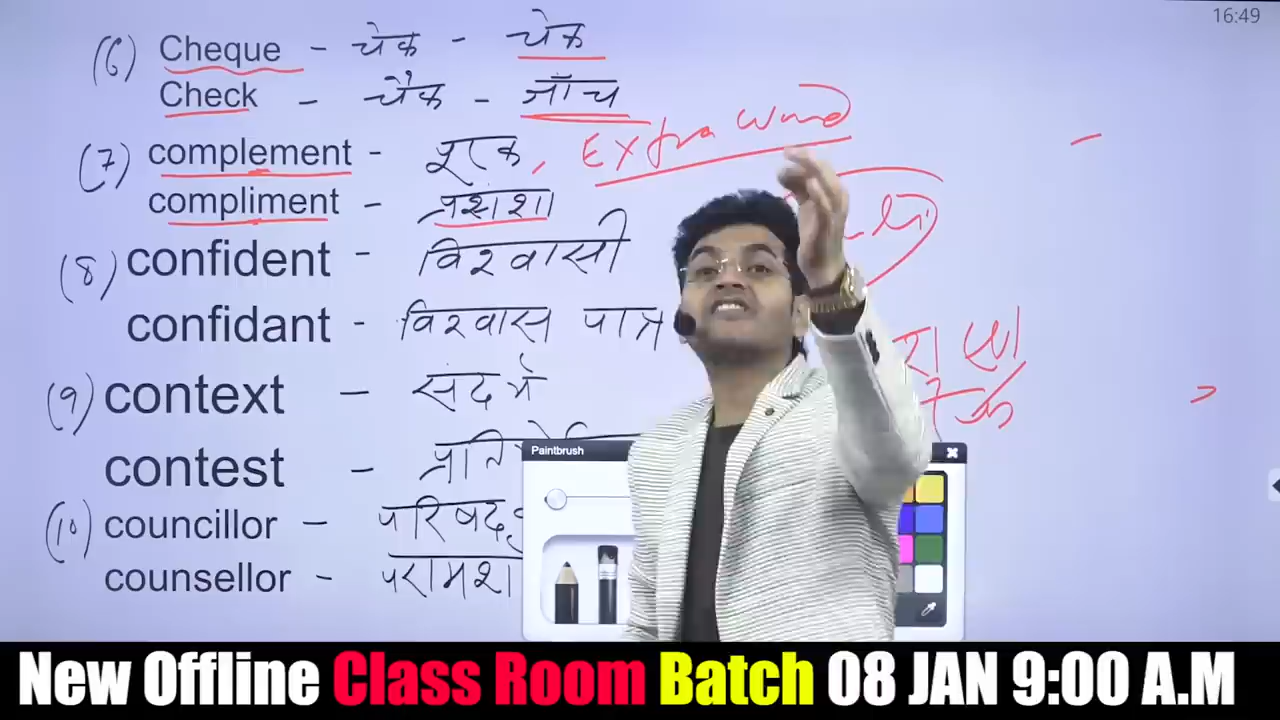 16:49
(6) Cheque - चेक - चेक
Check - चैक - जाँच
(7) complement - पूरक, Extra word
compliment - प्रशंशा
(8) confident - विश्वासी
confidant - विश्वास पात्र
(9) context - संदर्भ
contest -
(10) councillor - परिषद
counsellor - परामर्श
Paintbrush
New Offline Class Room Batch 08 JAN 9:00 A.M